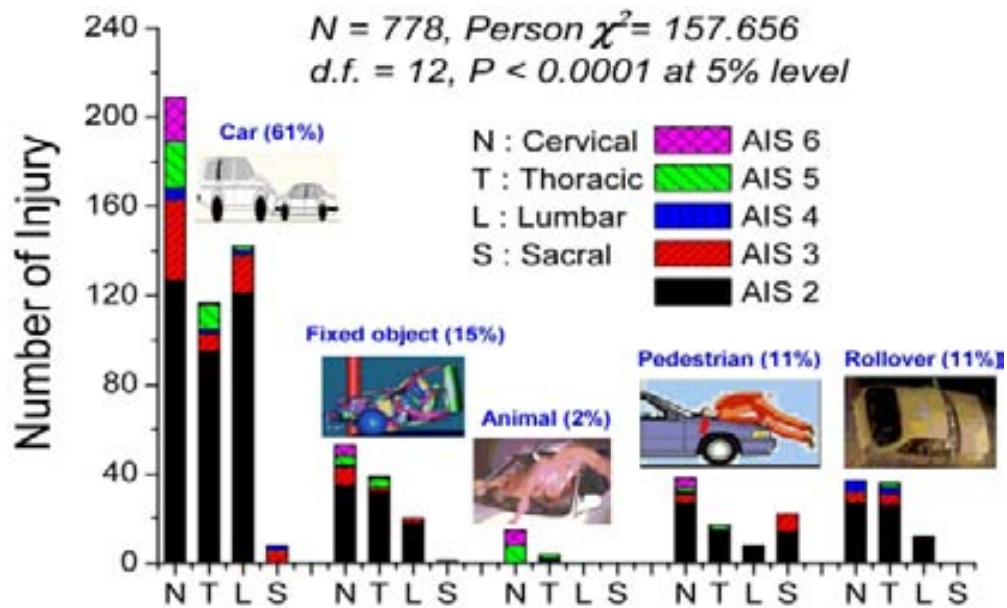 240
200
160
120
80
40
0
Number of Injury
N = 778, Person χ²= 157.656
d.f. = 12, P < 0.0001 at 5% level
Car (61%)
N : Cervical
T : Thoracic
L : Lumbar
S : Sacral
AIS 6
AIS 5
AIS 4
AIS 3
AIS 2
Fixed object (15%)
Animal (2%)
Pedestrian (11%)
Rollover (11%)
N T L S N T L S N T L S N T L S N T L S